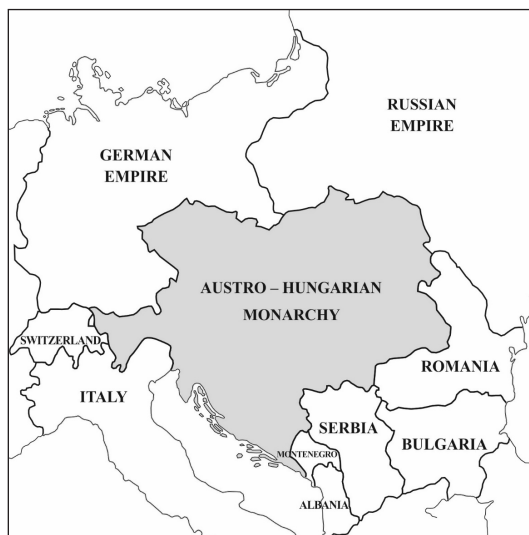 RUSSIAN
EMPIRE
GERMAN
EMPIRE
AUSTRO – HUNGARIAN
MONARCHY
SWITZERLAND
ROMANIA
ITALY
SERBIA
BULGARIA
MONTENEGRO
ALBANIA